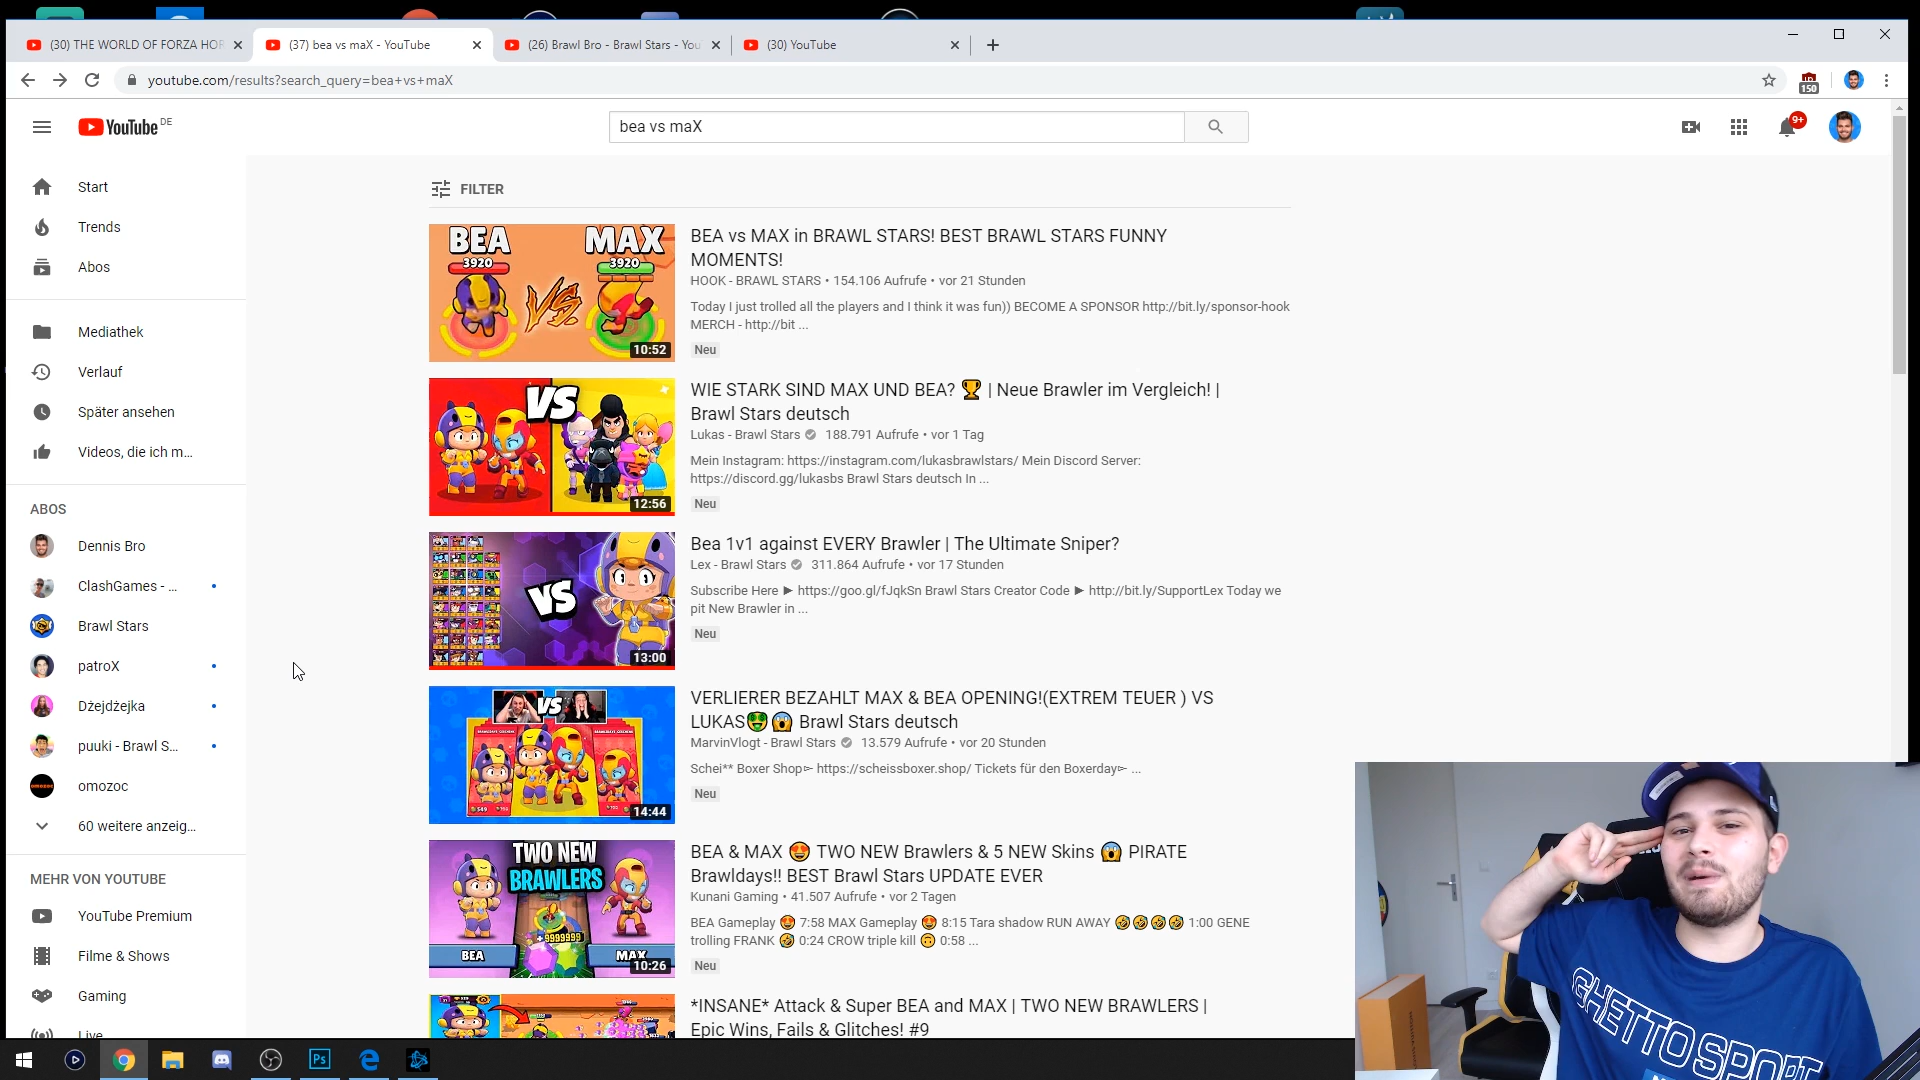 (30) THE WORLD OF FORZA HOR
(37) bea vs maX - YouTube
(26) Brawl Bro - Brawl Stars - You
(30) YouTube
youtube.com/results?search_query=bea+vs+maX
150
YouTube DE
bea vs maX
9+
Start
Trends
Abos
Mediathek
Verlauf
Später ansehen
Videos, die ich m...
ABOS
Dennis Bro
ClashGames - ...
Brawl Stars
patroX
Dżejdżejka
puuki - Brawl S...
omozoc
60 weitere anzeig...
MEHR VON YOUTUBE
YouTube Premium
Filme & Shows
Gaming
Live
FILTER
BEA
MAX
3920
3920
VS
10:52
BEA vs MAX in BRAWL STARS! BEST BRAWL STARS FUNNY
MOMENTS!
HOOK - BRAWL STARS • 154.106 Aufrufe • vor 21 Stunden
Today I just trolled all the players and I think it was fun)) BECOME A SPONSOR http://bit.ly/sponsor-hook
MERCH - http://bit ...
Neu
VS
12:56
WIE STARK SIND MAX UND BEA? 🏆 | Neue Brawler im Vergleich! |
Brawl Stars deutsch
Lukas - Brawl Stars 188.791 Aufrufe • vor 1 Tag
Mein Instagram: https://instagram.com/lukasbrawlstars/ Mein Discord Server:
https://discord.gg/lukasbs Brawl Stars deutsch In ...
Neu
VS
13:00
Bea 1v1 against EVERY Brawler | The Ultimate Sniper?
Lex - Brawl Stars 311.864 Aufrufe • vor 17 Stunden
Subscribe Here ► https://goo.gl/fJqkSn Brawl Stars Creator Code ► http://bit.ly/SupportLex Today we
pit New Brawler in ...
Neu
VS
14:44
VERLIERER BEZAHLT MAX & BEA OPENING!(EXTREM TEUER ) VS
LUKAS🤑😱 Brawl Stars deutsch
MarvinVlogt - Brawl Stars 13.579 Aufrufe • vor 20 Stunden
Schei** Boxer Shop➳ https://scheissboxer.shop/ Tickets für den Boxerday➳ ...
Neu
TWO NEW
BRAWLERS
+9999999
BEA
MAX
10:26
BEA & MAX 😍 TWO NEW Brawlers & 5 NEW Skins 😱 PIRATE
Brawldays!! BEST Brawl Stars UPDATE EVER
Kunani Gaming • 41.507 Aufrufe • vor 2 Tagen
BEA Gameplay 😍 7:58 MAX Gameplay 😍 8:15 Tara shadow RUN AWAY 🤣🤣🤣🤣 1:00 GENE
trolling FRANK 🤣 0:24 CROW triple kill 🙃 0:58 ...
Neu
*INSANE* Attack & Super BEA and MAX | TWO NEW BRAWLERS |
Epic Wins, Fails & Glitches! #9
Ps
GHETTO SPORT